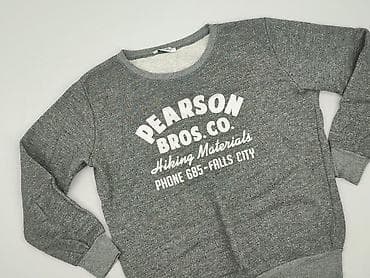 PEARSON
BROS. CO.
Hiking Materials
PHONE 685-FALLS CITY